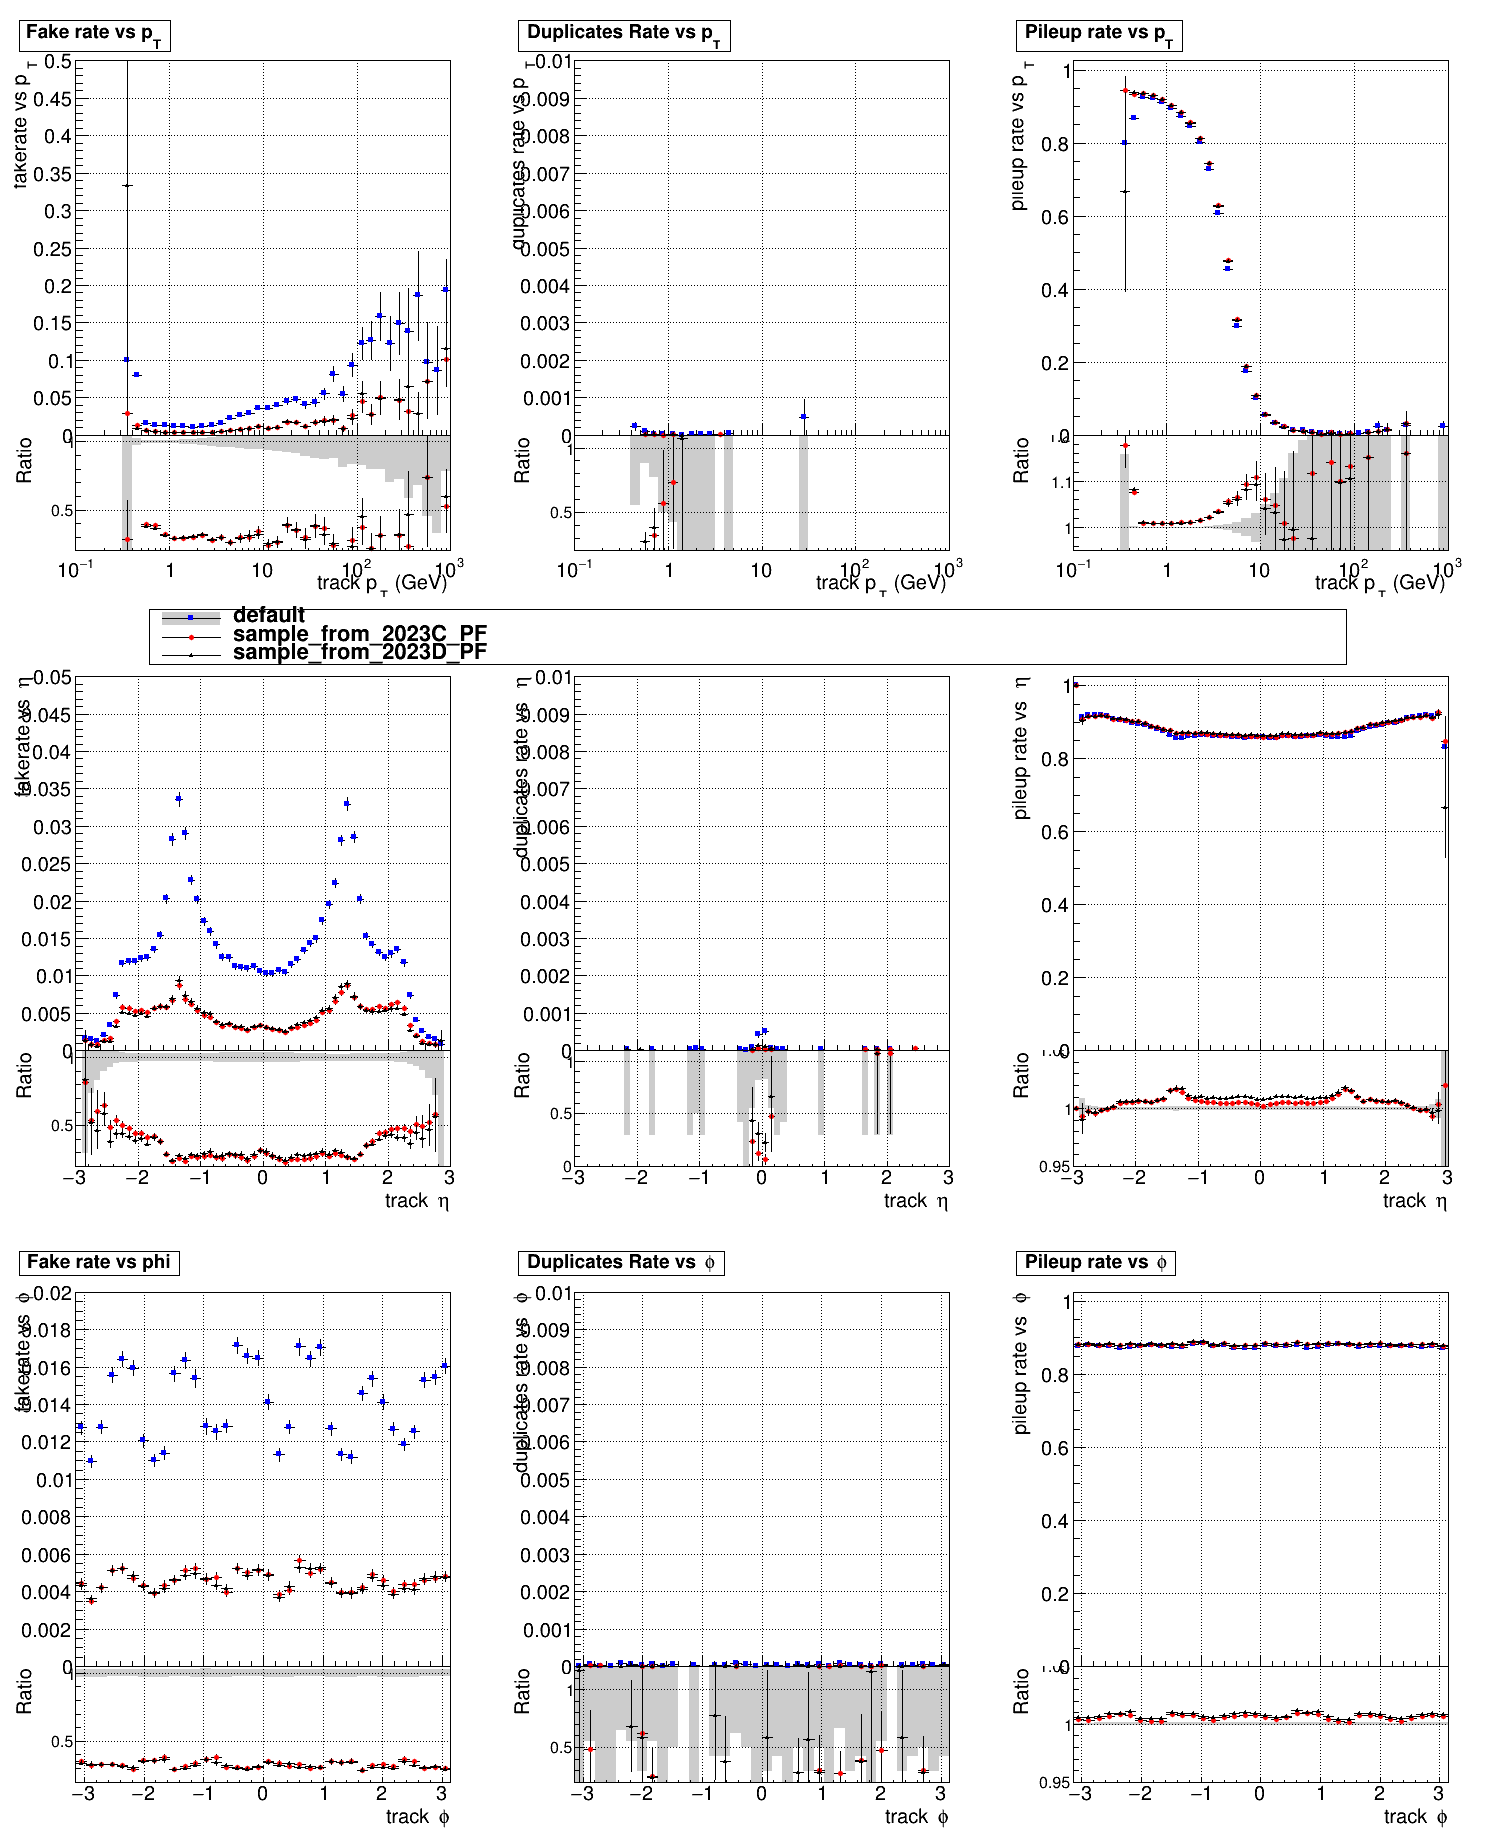 Fake rate vs p_T
Duplicates Rate vs p_T
Pileup rate vs p_T
fakerate vs p_T
0.5
0.45
0.4
0.35
0.3
0.25
0.2
0.15
0.1
0.05
0
Ratio
1
0.5
10^-1
1
10
10^2
10^3
track p_T (GeV)
duplicates rate vs p_T
0.01
0.009
0.008
0.007
0.006
0.005
0.004
0.003
0.002
0.001
0
Ratio
1
0.5
10^-1
1
10
10^2
10^3
track p_T (GeV)
pileup rate vs p_T
1
0.8
0.6
0.4
0.2
0
Ratio
1.1
1
10^-1
1
10
10^2
10^3
track p_T (GeV)
default
sample_from_2023C_PF
sample_from_2023D_PF
fakerate vs η
0.05
0.045
0.04
0.035
0.03
0.025
0.02
0.015
0.01
0.005
0
Ratio
1
0.5
−3 −2 −1 0 1 2 3
track η
duplicates rate vs η
0.01
0.009
0.008
0.007
0.006
0.005
0.004
0.003
0.002
0.001
0
Ratio
1
0.5
0
−3 −2 −1 0 1 2 3
track η
pileup rate vs η
1
0.8
0.6
0.4
0.2
0
Ratio
1
0.95
−3 −2 −1 0 1 2 3
track η
Fake rate vs phi
Duplicates Rate vs φ
Pileup rate vs φ
fakerate vs φ
0.02
0.018
0.016
0.014
0.012
0.01
0.008
0.006
0.004
0.002
0
Ratio
1
0.5
−3 −2 −1 0 1 2 3
track φ
duplicates rate vs φ
0.01
0.009
0.008
0.007
0.006
0.005
0.004
0.003
0.002
0.001
0
Ratio
1
0.5
−3 −2 −1 0 1 2 3
track φ
pileup rate vs φ
1
0.8
0.6
0.4
0.2
0
Ratio
1
0.95
−3 −2 −1 0 1 2 3
track φ